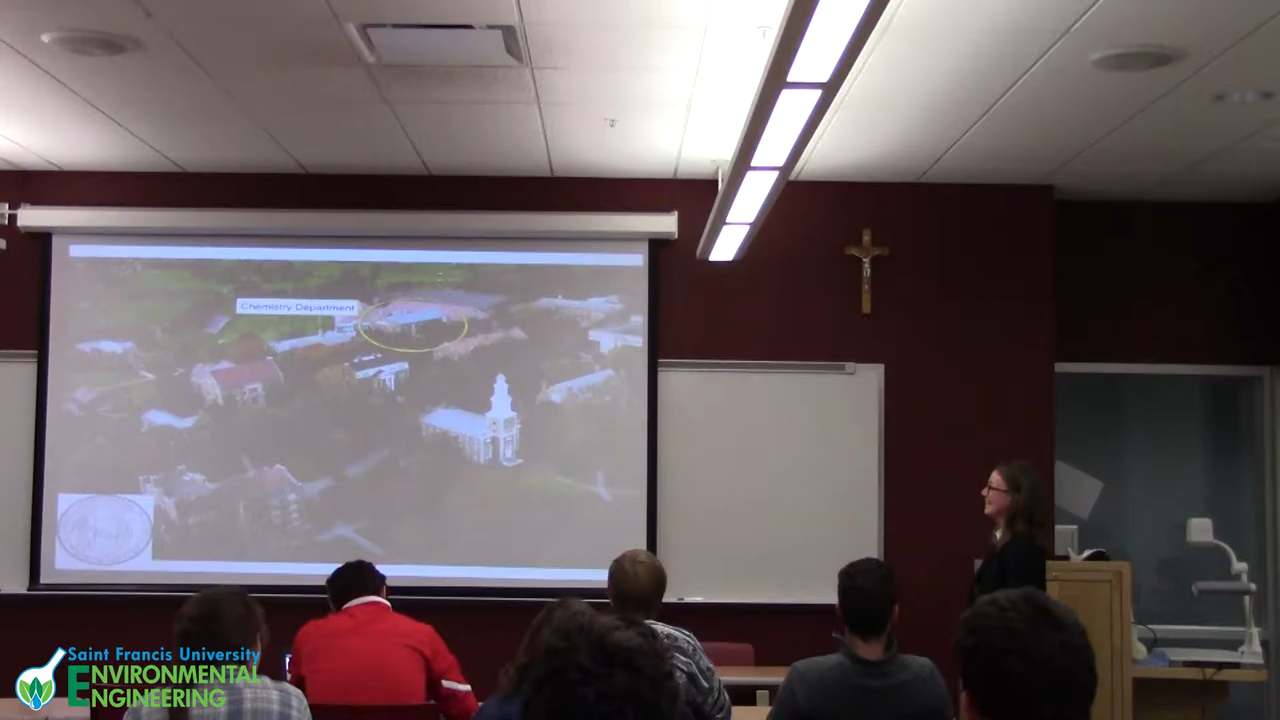 Chemistry Department
Saint Francis University
ENVIRONMENTAL
ENGINEERING